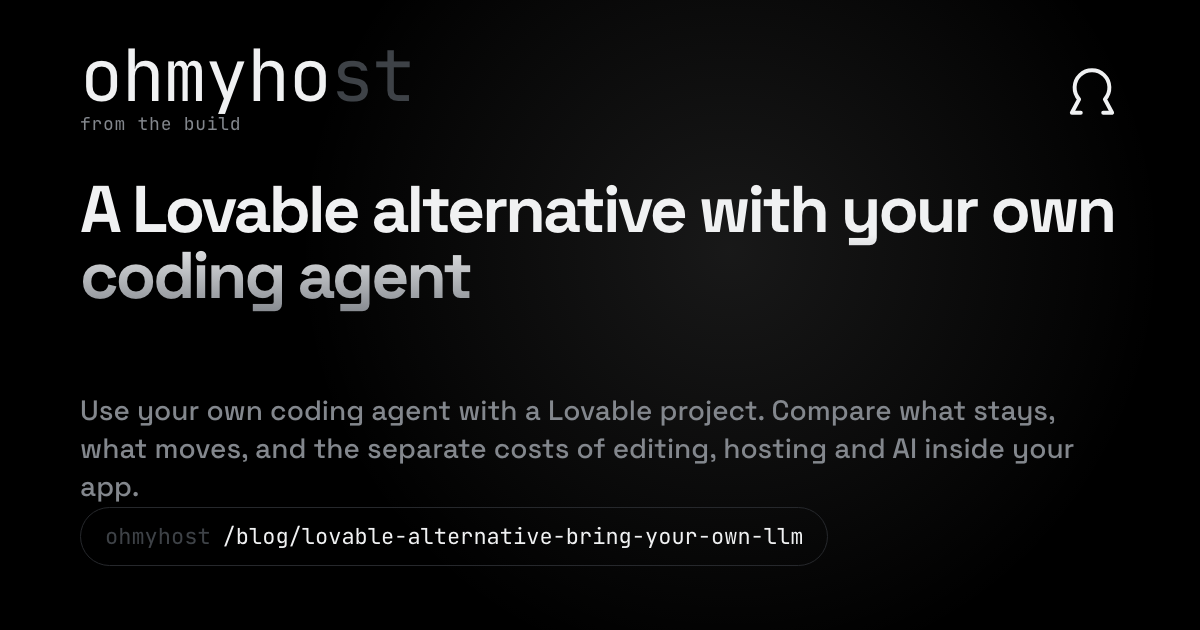 ohmyhost
from the build
A Lovable alternative with your own
coding agent
Use your own coding agent with a Lovable project. Compare what stays,
what moves, and the separate costs of editing, hosting and AI inside your
app.
ohmyhost /blog/lovable-alternative-bring-your-own-llm